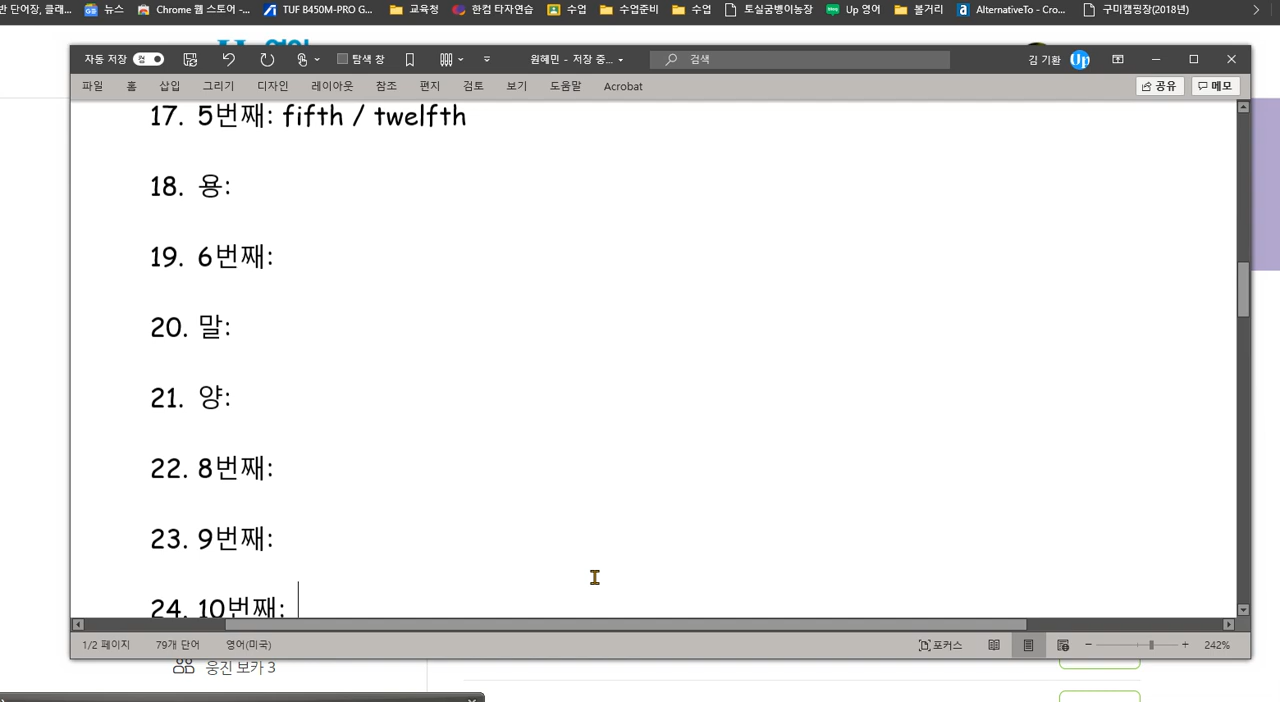 반 단어장, 클래... 뉴스 Chrome 웹 스토어 -... TUF B450M-PRO G... 교육청 한컴 타자연습 수업 수업준비 수업 토실굼벵이농장 Up 영어 볼거리 AlternativeTo - Cro... 구미캠핑장(2018년)
자동 저장 탐색 창 원혜민 - 저장 중... 검색 김 기환 Up
파일 홈 삽입 그리기 디자인 레이아웃 참조 편지 검토 보기 도움말 Acrobat 공유 메모
17. 5번째: fifth / twelfth
18. 용:
19. 6번째:
20. 말:
21. 양:
22. 8번째:
23. 9번째:
24. 10번째:
1/2 페이지 79개 단어 영어(미국) 포커스 242%
웅진 보카 3